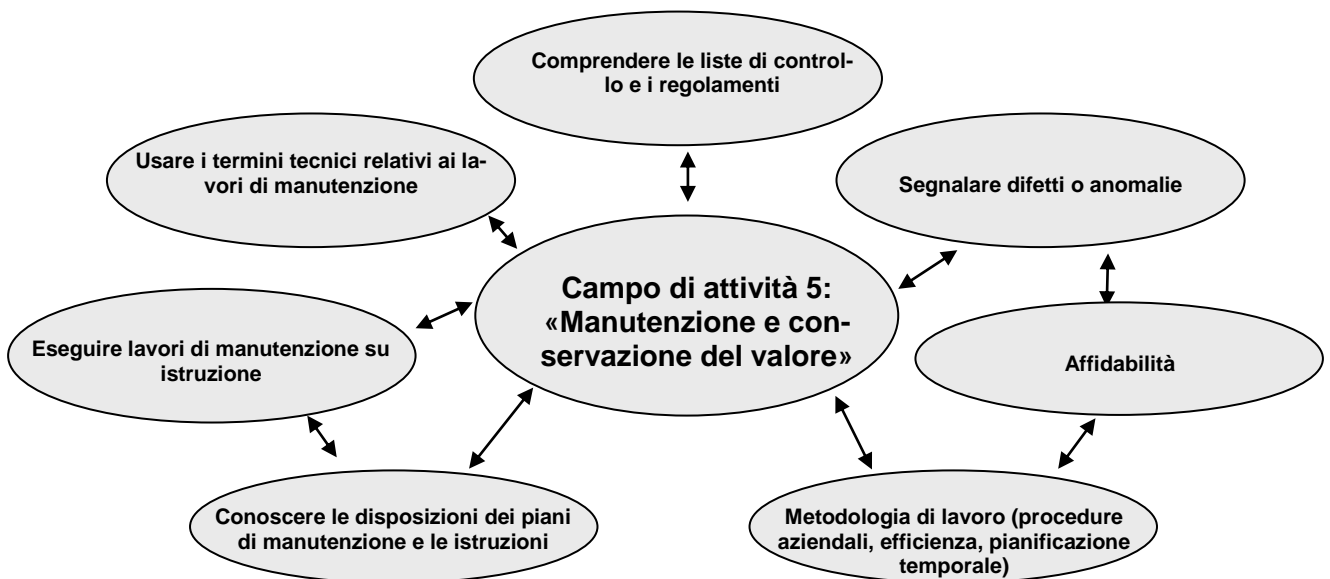 Comprendere le liste di control-
lo e i regolamenti
Usare i termini tecnici relativi ai la-
vori di manutenzione
Segnalare difetti o anomalie
Campo di attività 5:
«Manutenzione e con-
servazione del valore»
Eseguire lavori di manutenzione su
istruzione
Affidabilità
Conoscere le disposizioni dei piani
di manutenzione e le istruzioni
Metodologia di lavoro (procedure
aziendali, efficienza, pianificazione
temporale)